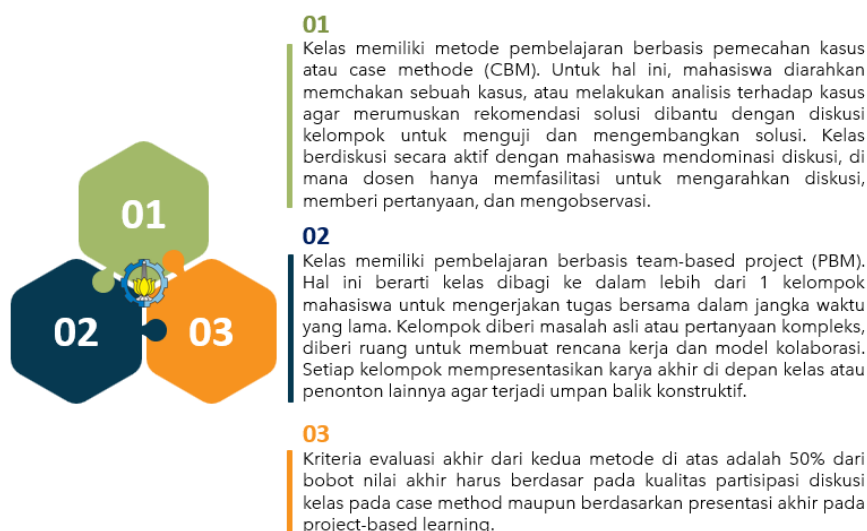 01
Kelas memiliki metode pembelajaran berbasis pemecahan kasus
atau case methode (CBM). Untuk hal ini, mahasiswa diarahkan
memchakan sebuah kasus, atau melakukan analisis terhadap kasus
agar merumuskan rekomendasi solusi dibantu dengan diskusi
kelompok untuk menguji dan mengembangkan solusi. Kelas
berdiskusi secara aktif dengan mahasiswa mendominasi diskusi, di
mana dosen hanya memfasilitasi untuk mengarahkan diskusi,
memberi pertanyaan, dan mengobservasi.
02
Kelas memiliki pembelajaran berbasis team-based project (PBM).
Hal ini berarti kelas dibagi ke dalam lebih dari 1 kelompok
mahasiswa untuk mengerjakan tugas bersama dalam jangka waktu
yang lama. Kelompok diberi masalah asli atau pertanyaan kompleks,
diberi ruang untuk membuat rencana kerja dan model kolaborasi.
Setiap kelompok mempresentasikan karya akhir di depan kelas atau
penonton lainnya agar terjadi umpan balik konstruktif.
03
Kriteria evaluasi akhir dari kedua metode di atas adalah 50% dari
bobot nilai akhir harus berdasar pada kualitas partisipasi diskusi
kelas pada case method maupun berdasarkan presentasi akhir pada
project-based learning.
01
02
03